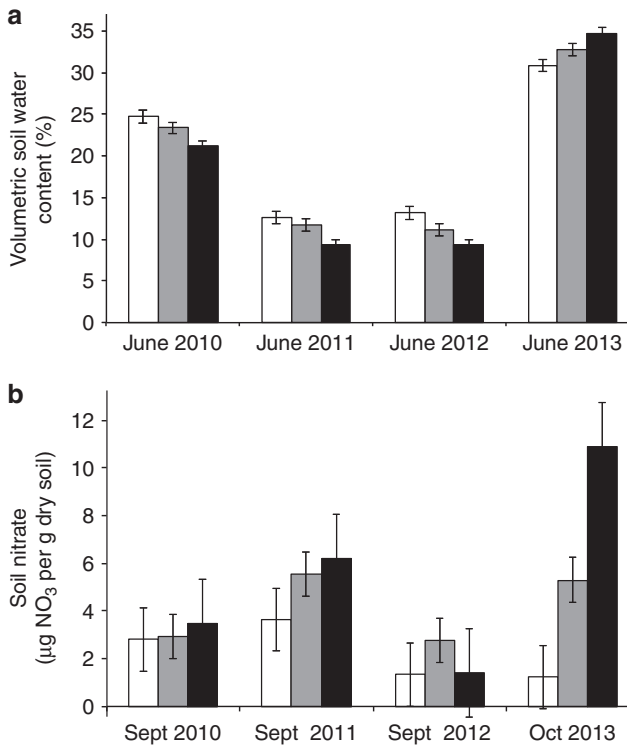 a
Volumetric soil water
content (%)
35
30
25
20
15
10
5
0
June 2010 June 2011 June 2012 June 2013
b
Soil nitrate
(µg NO₃ per g dry soil)
12
10
8
6
4
2
0
Sept 2010 Sept 2011 Sept 2012 Oct 2013